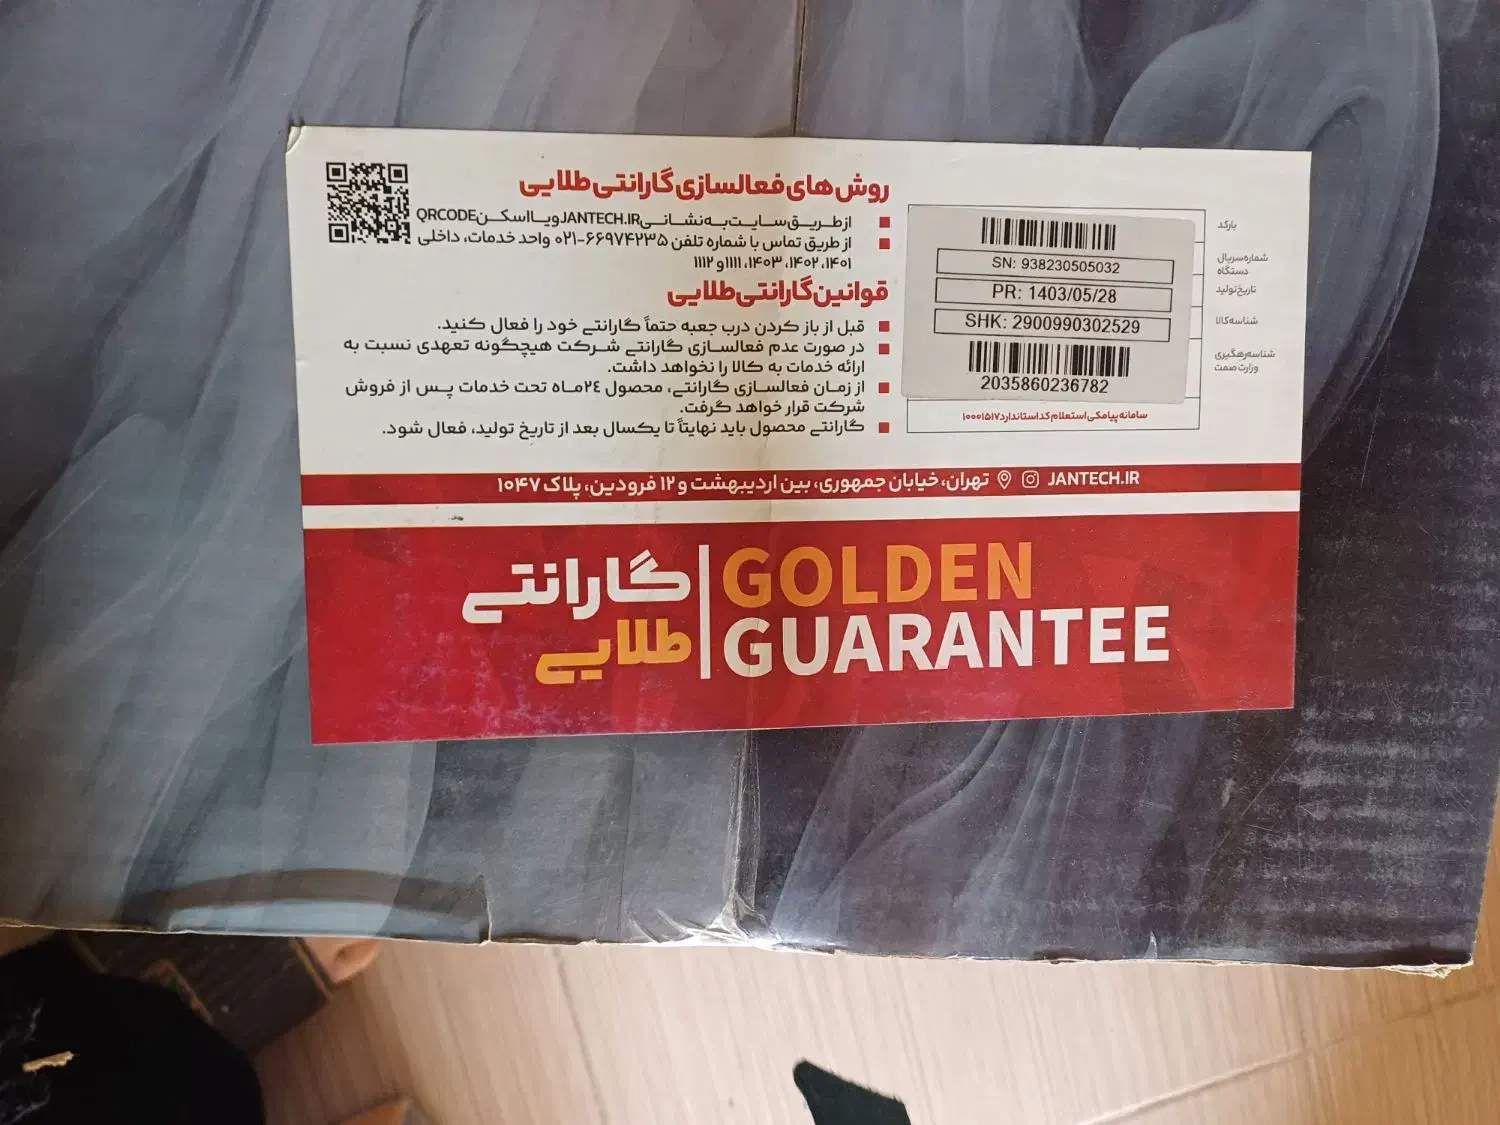 روش‌های فعالسازی گارانتی طلایی
از طریق سایت به نشانی JANTECH.IR و یا اسکن QRCODE
از طریق تماس با شماره تلفن ۶۶۹۷۴۲۳۵-۰۲۱ واحد خدمات، داخلی
۱۴۰۱، ۱۴۰۲، ۱۴۰۳، ۱۱۱۱ و ۱۱۱۲
قوانین گارانتی طلایی
قبل از باز کردن درب جعبه حتماً گارانتی خود را فعال کنید.
در صورت عدم فعالسازی گارانتی شرکت هیچگونه تعهدی نسبت به
ارائه خدمات به کالا را نخواهد داشت.
از زمان فعالسازی گارانتی، محصول ۲۴ماه تحت خدمات پس از فروش
شرکت قرار خواهد گرفت.
گارانتی محصول باید نهایتاً تا یکسال بعد از تاریخ تولید، فعال شود.
بارکد
شماره سریال
دستگاه
SN: 938230505032
تاریخ تولید
PR: 1403/05/28
شناسه کالا
SHK: 2900990302529
شناسه رهگیری
وزارت صمت
2035860236782
سامانه پیامکی استعلام کد استاندارد ۱۰۰۰۱۵۱۷
JANTECH.IR تهران، خیابان جمهوری، بین اردیبهشت و ۱۲ فرودین، پلاک ۱۰۴۷
گارانتی
طلایی
GOLDEN
GUARANTEE